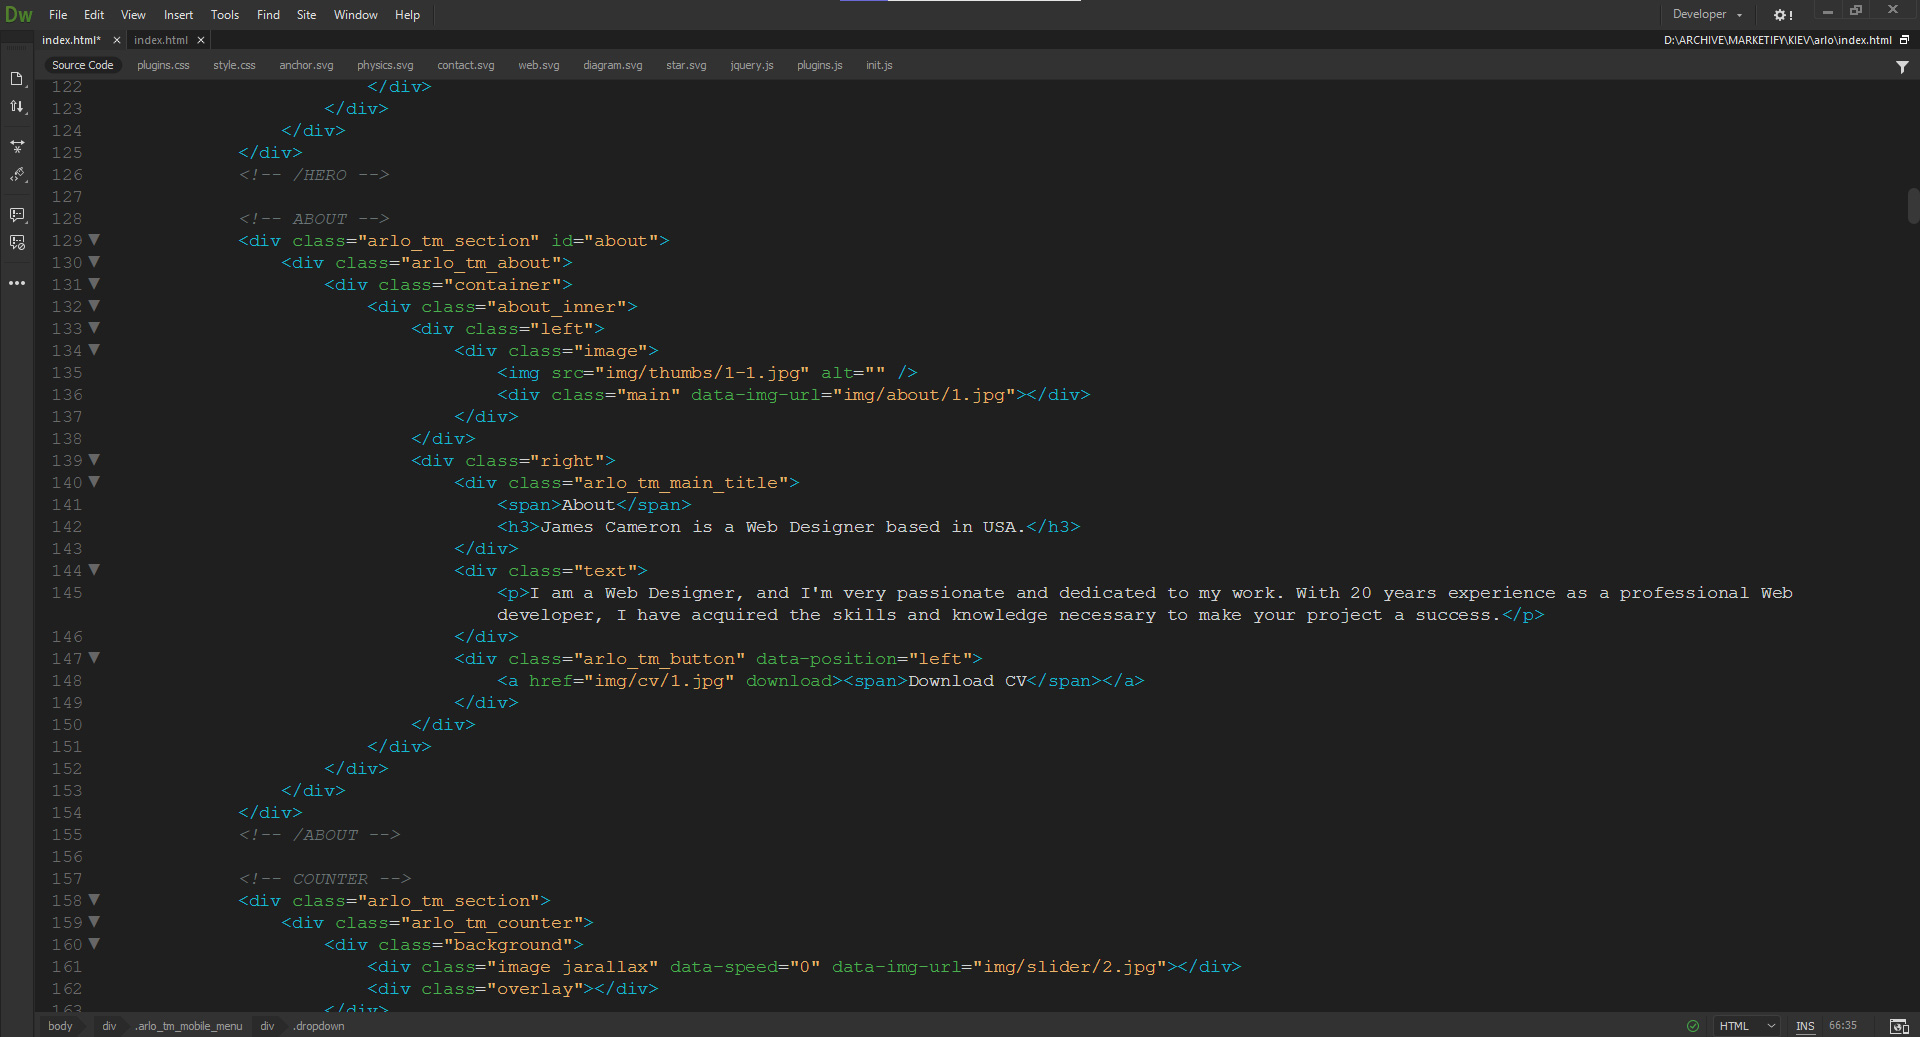 Dw File Edit View Insert Tools Find Site Window Help Developer !
index.html* × index.html × D:\ARCHIVE\MARKETIFY\KIEV\arlo\index.html
Source Code plugins.css style.css anchor.svg physics.svg contact.svg web.svg diagram.svg star.svg jquery.js plugins.js init.js
122 </div>
123 </div>
124 </div>
125 </div>
126 <!-- /HERO -->
127
128 <!-- ABOUT -->
129 <div class="arlo_tm_section" id="about">
130 <div class="arlo_tm_about">
131 <div class="container">
132 <div class="about_inner">
133 <div class="left">
134 <div class="image">
135 <img src="img/thumbs/1-1.jpg" alt="" />
136 <div class="main" data-img-url="img/about/1.jpg"></div>
137 </div>
138 </div>
139 <div class="right">
140 <div class="arlo_tm_main_title">
141 <span>About</span>
142 <h3>James Cameron is a Web Designer based in USA.</h3>
143 </div>
144 <div class="text">
145 <p>I am a Web Designer, and I'm very passionate and dedicated to my work. With 20 years experience as a professional Web
developer, I have acquired the skills and knowledge necessary to make your project a success.</p>
146 </div>
147 <div class="arlo_tm_button" data-position="left">
148 <a href="img/cv/1.jpg" download><span>Download CV</span></a>
149 </div>
150 </div>
151 </div>
152 </div>
153 </div>
154 </div>
155 <!-- /ABOUT -->
156
157 <!-- COUNTER -->
158 <div class="arlo_tm_section">
159 <div class="arlo_tm_counter">
160 <div class="background">
161 <div class="image jarallax" data-speed="0" data-img-url="img/slider/2.jpg"></div>
162 <div class="overlay"></div>
163 </div>
body div .arlo_tm_mobile_menu div .dropdown HTML INS 66:35